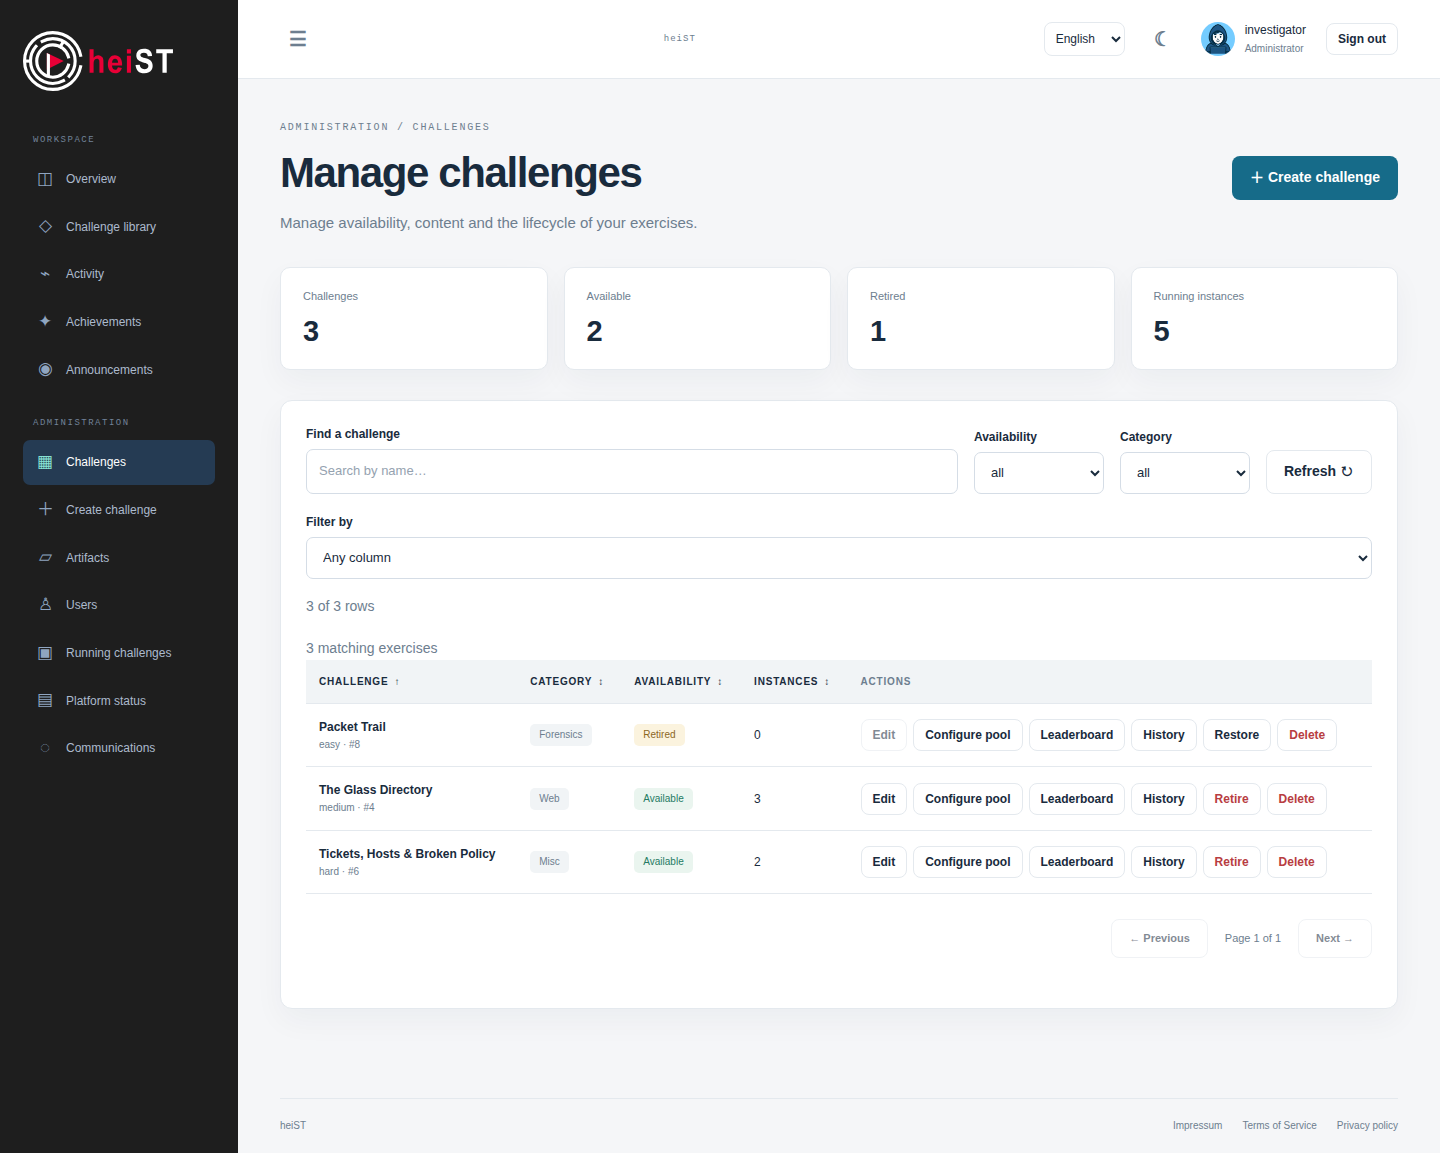 heiST
WORKSPACE
Overview
Challenge library
Activity
Achievements
Announcements
ADMINISTRATION
Challenges
Create challenge
Artifacts
Users
Running challenges
Platform status
Communications
☰
heiST
English
☾
investigator
Administrator
Sign out
ADMINISTRATION / CHALLENGES
Manage challenges
Manage availability, content and the lifecycle of your exercises.
+ Create challenge
Challenges
3
Available
2
Retired
1
Running instances
5
Find a challenge
Search by name…
Availability
all
Category
all
Refresh ↻
Filter by
Any column
3 of 3 rows
3 matching exercises
CHALLENGE ↑ CATEGORY ↕ AVAILABILITY ↕ INSTANCES ↕ ACTIONS
Packet Trail
easy · #8
Forensics Retired 0 Edit Configure pool Leaderboard History Restore Delete
The Glass Directory
medium · #4
Web Available 3 Edit Configure pool Leaderboard History Retire Delete
Tickets, Hosts & Broken Policy
hard · #6
Misc Available 2 Edit Configure pool Leaderboard History Retire Delete
← Previous Page 1 of 1 Next →
heiST
Impressum Terms of Service Privacy policy